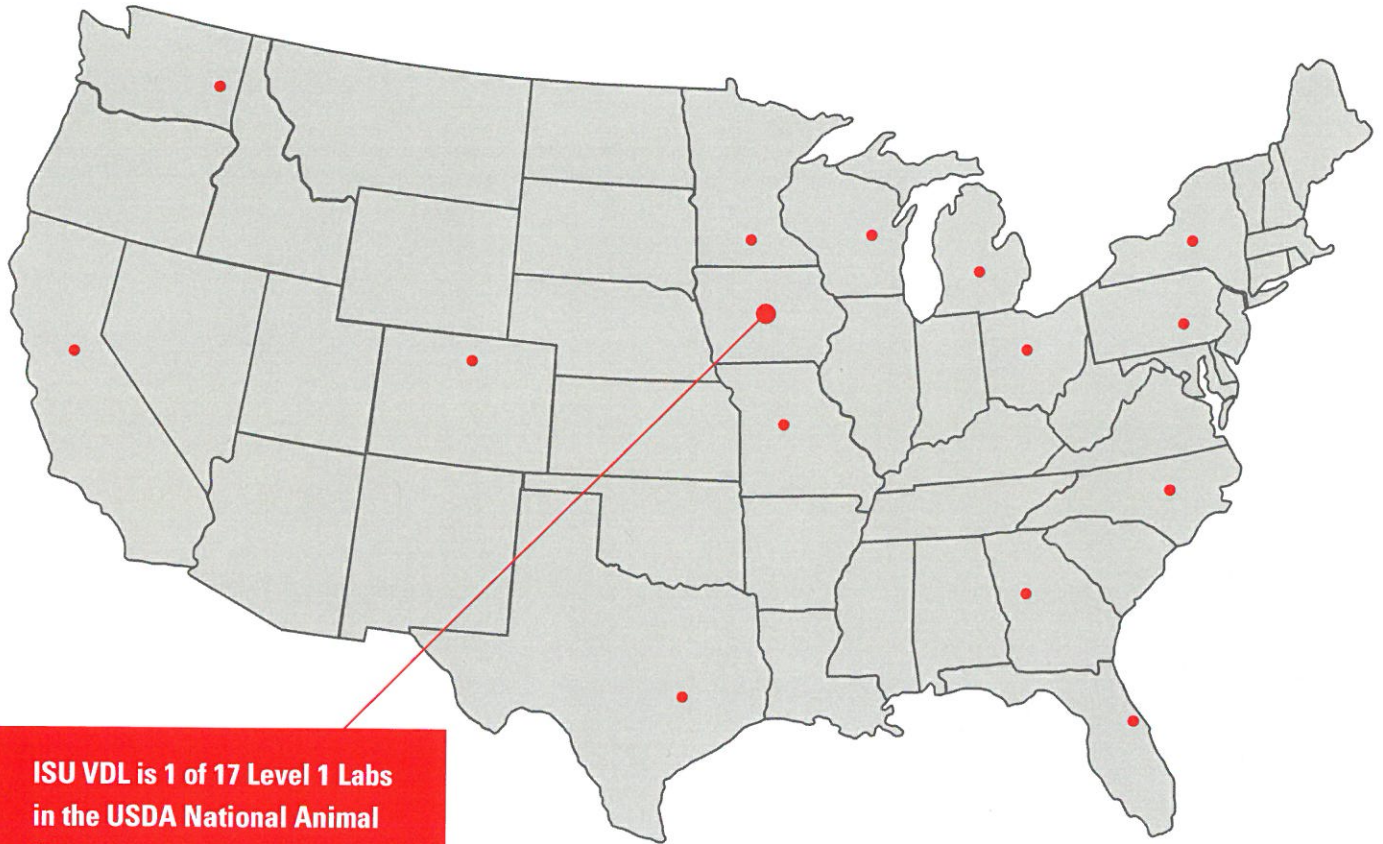 ISU VDL is 1 of 17 Level 1 Labs
in the USDA National Animal